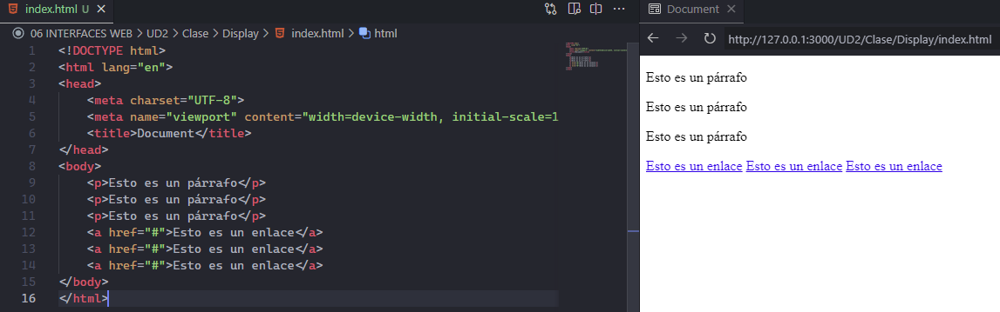 index.html U
06 INTERFACES WEB > UD2 > Clase > Display > index.html > html
1 <!DOCTYPE html>
2 <html lang="en">
3 <head>
4 <meta charset="UTF-8">
5 <meta name="viewport" content="width=device-width, initial-scale=1
6 <title>Document</title>
7 </head>
8 <body>
9 <p>Esto es un párrafo</p>
10 <p>Esto es un párrafo</p>
11 <p>Esto es un párrafo</p>
12 <a href="#">Esto es un enlace</a>
13 <a href="#">Esto es un enlace</a>
14 <a href="#">Esto es un enlace</a>
15 </body>
16 </html>
Document
http://127.0.0.1:3000/UD2/Clase/Display/index.html
Esto es un párrafo
Esto es un párrafo
Esto es un párrafo
Esto es un enlace Esto es un enlace Esto es un enlace